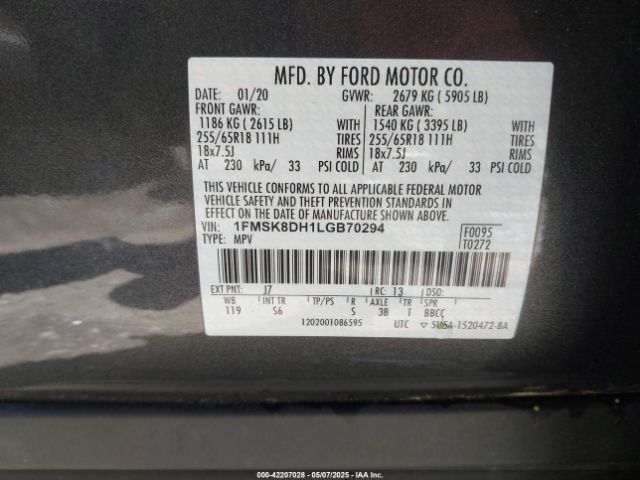 MFD. BY FORD MOTOR CO.
DATE: 01/20 GVWR: 2679 KG ( 5905 LB)
FRONT GAWR: REAR GAWR:
1186 KG ( 2615 LB) WITH 1540 KG ( 3395 LB) WITH
255/65R18 111H TIRES 255/65R18 111H TIRES
18x7.5J RIMS 18x7.5J RIMS
AT 230 kPa/ 33 PSI COLD AT 230 kPa/ 33 PSI COLD
THIS VEHICLE CONFORMS TO ALL APPLICABLE FEDERAL MOTOR
VEHICLE SAFETY AND THEFT PREVENTION STANDARDS IN
EFFECT ON THE DATE OF MANUFACTURE SHOWN ABOVE.
VIN: 1FMSK8DH1LGB70294 F0095
TYPE: MPV T0272
EXT PNT: J7 RC: 13 DSO:
WB INT TR TP/PS R AXLE TR SPR
119 S6 S 3B T BBCC
1202001086595 UTC 5U5A-1520472-BA
000-42207028 - 05/07/2025 - IAAI.COM